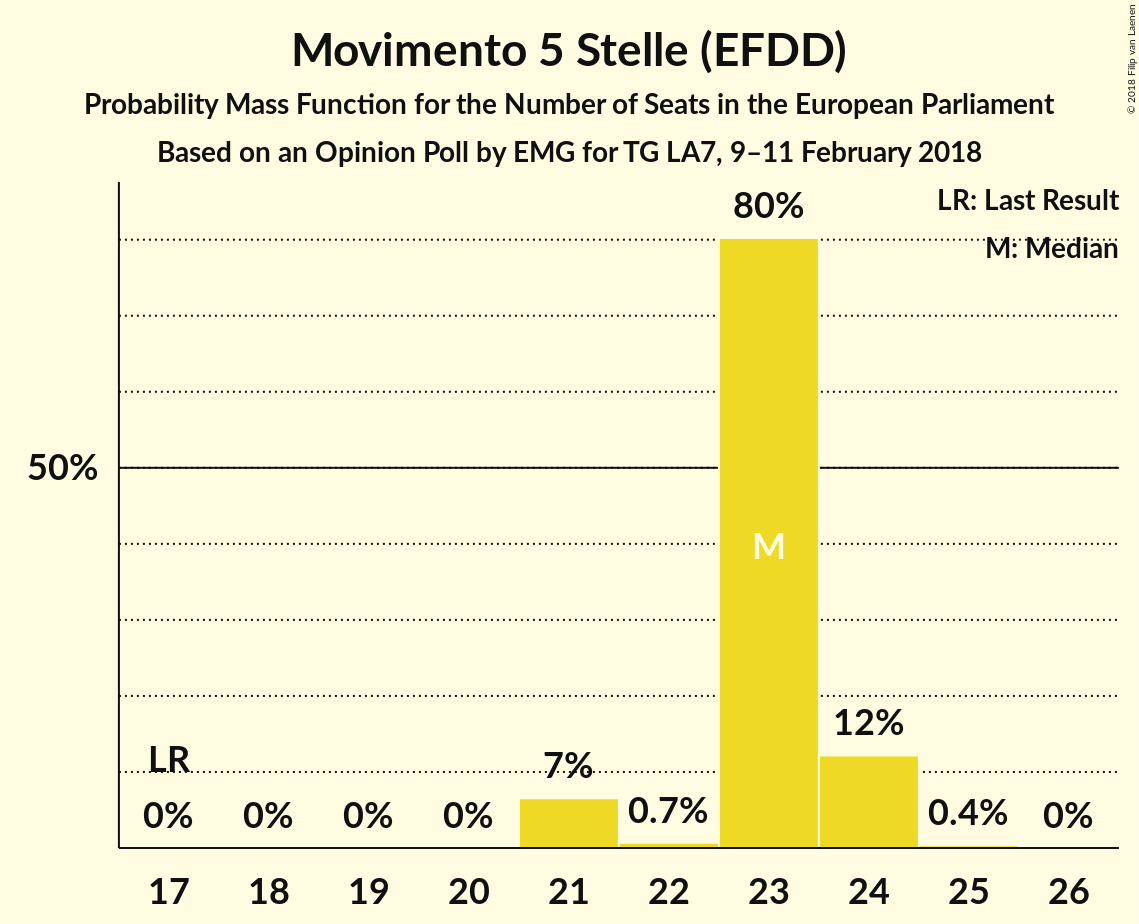 Movimento 5 Stelle (EFDD)
Probability Mass Function for the Number of Seats in the European Parliament
Based on an Opinion Poll by EMG for TG LA7, 9–11 February 2018
© 2018 Filip van Laenen
LR: Last Result
M: Median
80%
50%
M
12%
LR
7%
0% 0% 0% 0% 0.7% 0.4% 0%
17 18 19 20 21 22 23 24 25 26